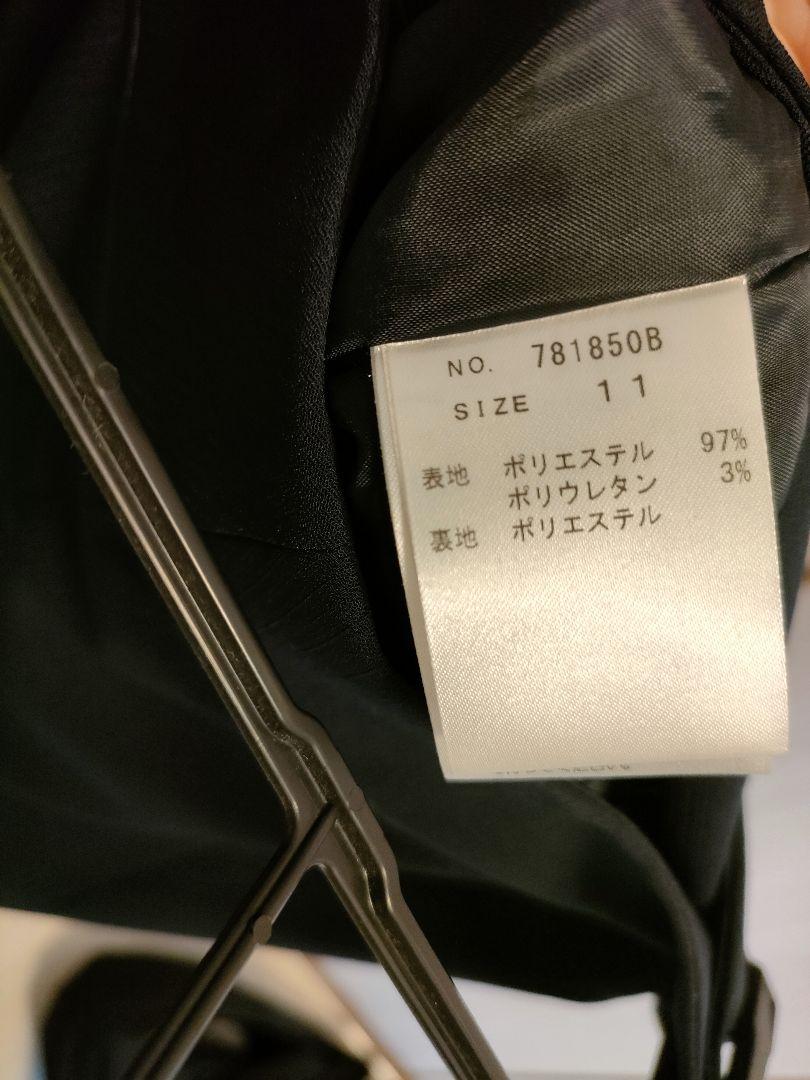 NO. 781850B
SIZE 11
表地 ポリエステル 97%
ポリウレタン 3%
裏地 ポリエステル